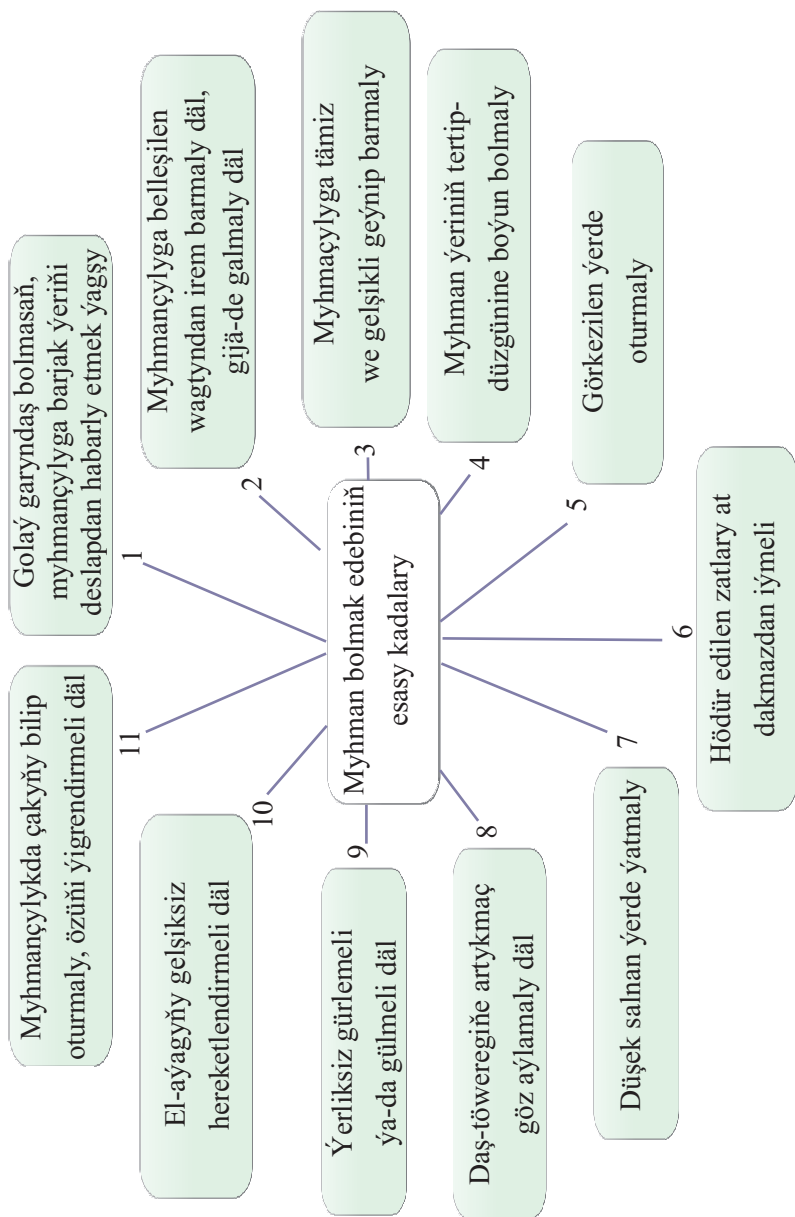 Myhman bolmak edebiniň
esasy kadalary
1
Golaý garyndaş bolmasaň,
myhmançylyga barjak ýeriňi
deslapdan habarly etmek ýagşy
2
Myhmançylyga belleşilen
wagtyndan irem barmaly däl,
gijä-de galmaly däl
3
Myhmaçylyga tämiz
we gelşikli geýnip barmaly
4
Myhman ýeriniň tertip-
düzgünine boýun bolmaly
5
Görkezilen ýerde
oturmaly
6
Hödür edilen zatlary at
dakmazdan iýmeli
7
Düşek salnan ýerde ýatmaly
8
Daş-töweregiňe artykmaç
göz aýlamaly däl
9
Ýerliksiz gürlemeli
ýa-da gülmeli däl
10
El-aýagyňy gelşiksiz
hereketlendirmeli däl
11
Myhmançylykda çakyňy bilip
oturmaly, özüňi ýigrendirmeli däl